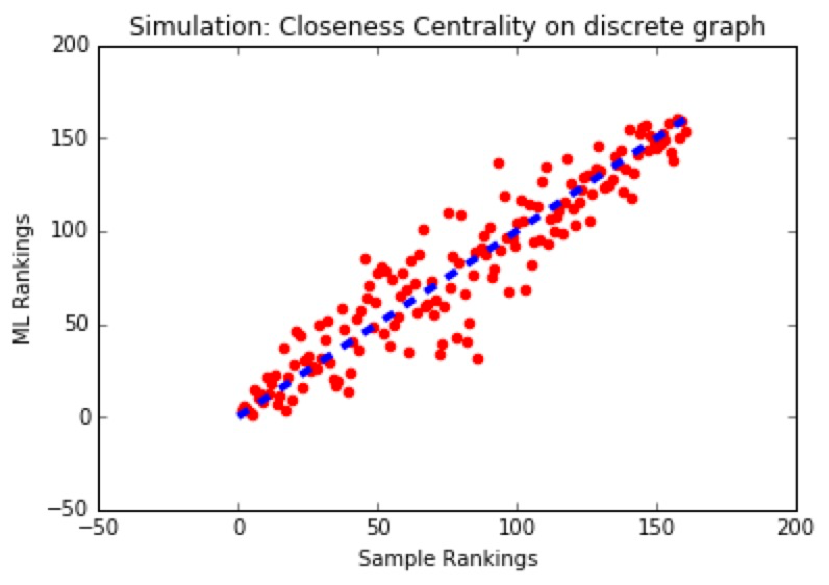 Simulation: Closeness Centrality on discrete graph
200
150
100
50
0
−50
ML Rankings
−50 0 50 100 150 200
Sample Rankings